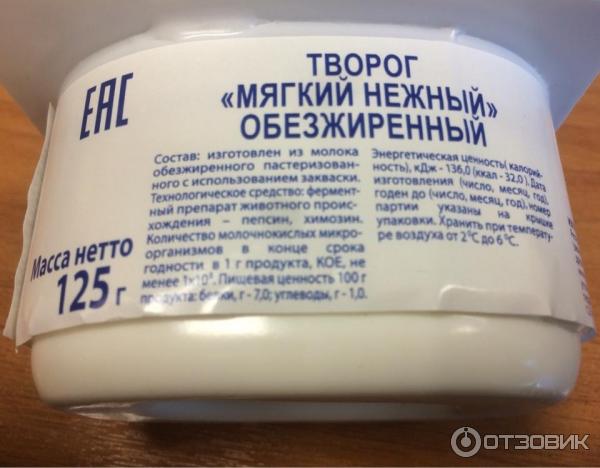 EAC
ТВОРОГ
«МЯГКИЙ НЕЖНЫЙ»
ОБЕЗЖИРЕННЫЙ
Состав: изготовлен из молока
обезжиренного пастеризован-
ного с использованием закваски.
Технологическое средство: фермент-
ный препарат животного проис-
хождения – пепсин, химозин.
Количество молочнокислых микро-
организмов в конце срока
годности в 1 г продукта, КОЕ, не
менее 1х10⁶. Пищевая ценность 100 г
продукта: белки, г - 7,0; углеводы, г - 1,0.
Энергетическая ценность( калорий-
ность), кДж - 136,0 (ккал - 32,0 ). Дата
изготовления (число, месяц, год),
годен до (число, месяц, год), номер
партии указаны на крышке
упаковки. Хранить при температу-
ре воздуха от 2°С до 6°С.
Масса нетто
125 г
ОТЗОВИК